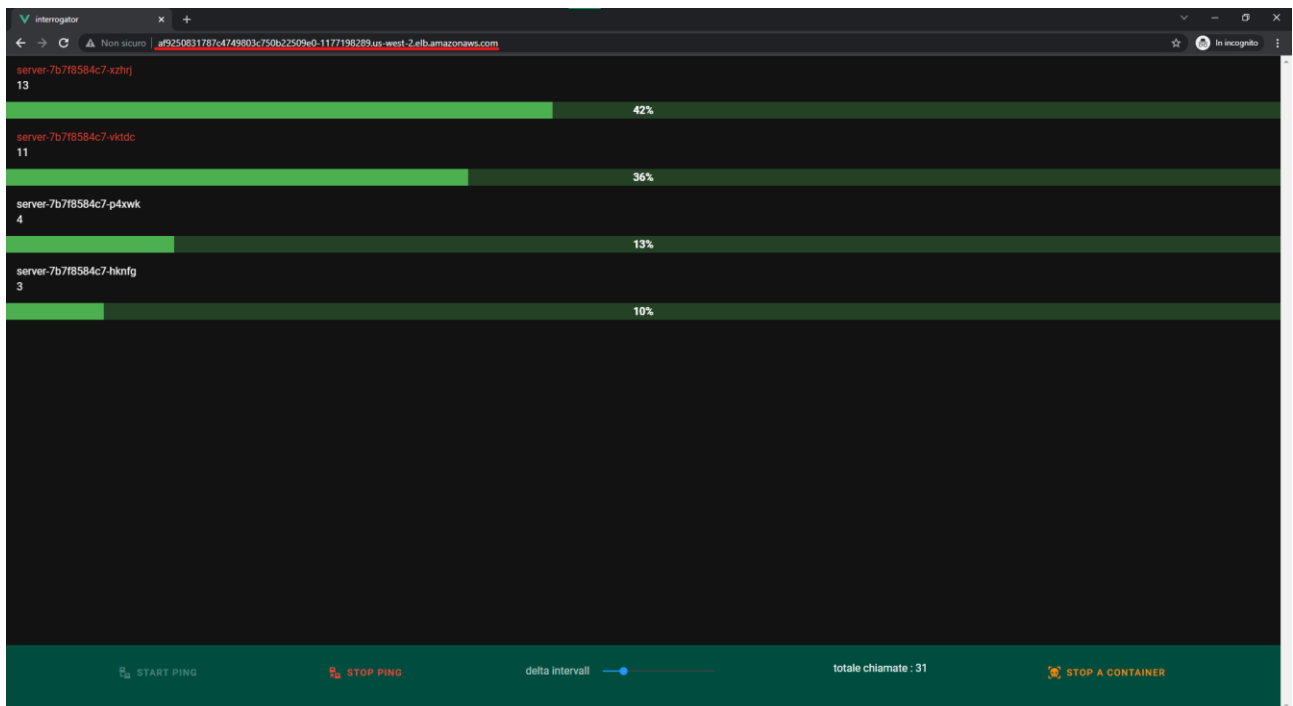 interrogator
Non sicuro af9250831787c4749803c750b22509e0-1177198289.us-west-2.elb.amazonaws.com In incognito
server-7b7f8584c7-xzhrj
13
42%
server-7b7f8584c7-vktdc
11
36%
server-7b7f8584c7-p4xwk
4
13%
server-7b7f8584c7-hknfg
3
10%
START PING STOP PING delta intervall totale chiamate : 31 STOP A CONTAINER